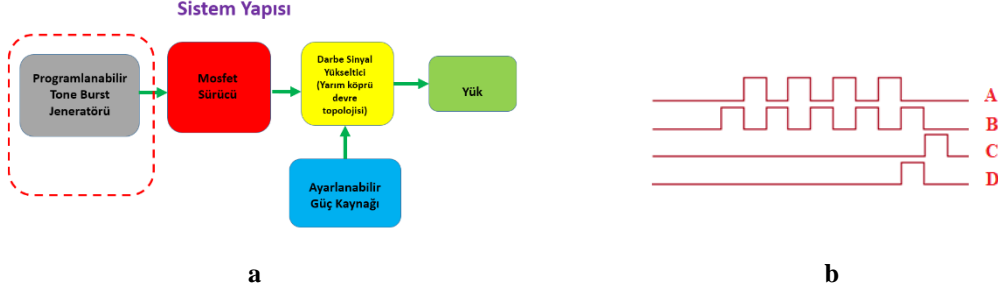 Sistem Yapısı
Programlanabilir
Tone Burst
Jeneratörü
Mosfet
Sürücü
Darbe Sinyal
Yükseltici
(Yarım köprü
devre
topolojisi)
Yük
Ayarlanabilir
Güç Kaynağı
A
B
C
D
a
b